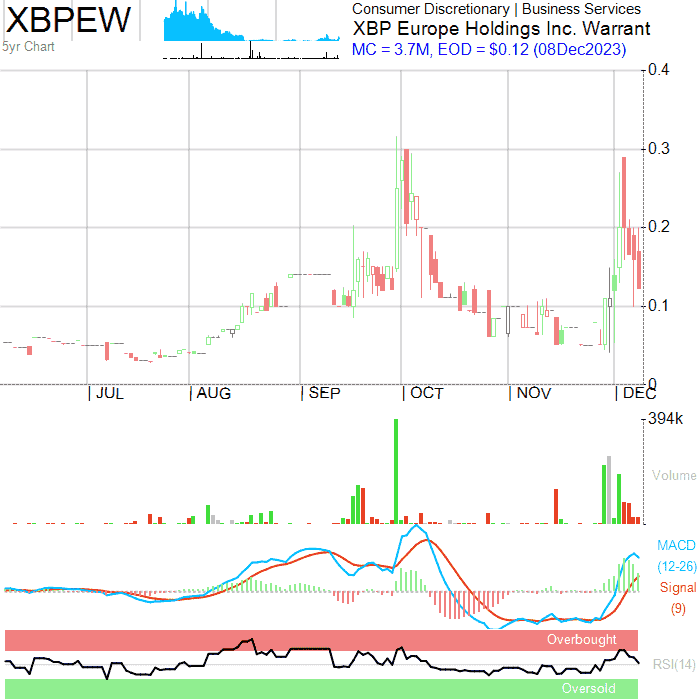 XBPEW
5yr Chart
Consumer Discretionary | Business Services
XBP Europe Holdings Inc. Warrant
MC = 3.7M, EOD = $0.12 (08Dec2023)
0.4
0.3
0.2
0.1
0
JUL
AUG
SEP
OCT
NOV
DEC
394k
Volume
MACD
(12-26)
Signal
(9)
Overbought
RSI(14)
Oversold